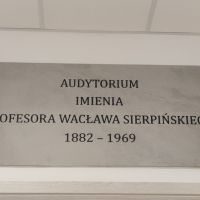 AUDYTORIUM
IMIENIA
OFESORA WACŁAWA SIERPIŃSKIEG
1882 – 1969